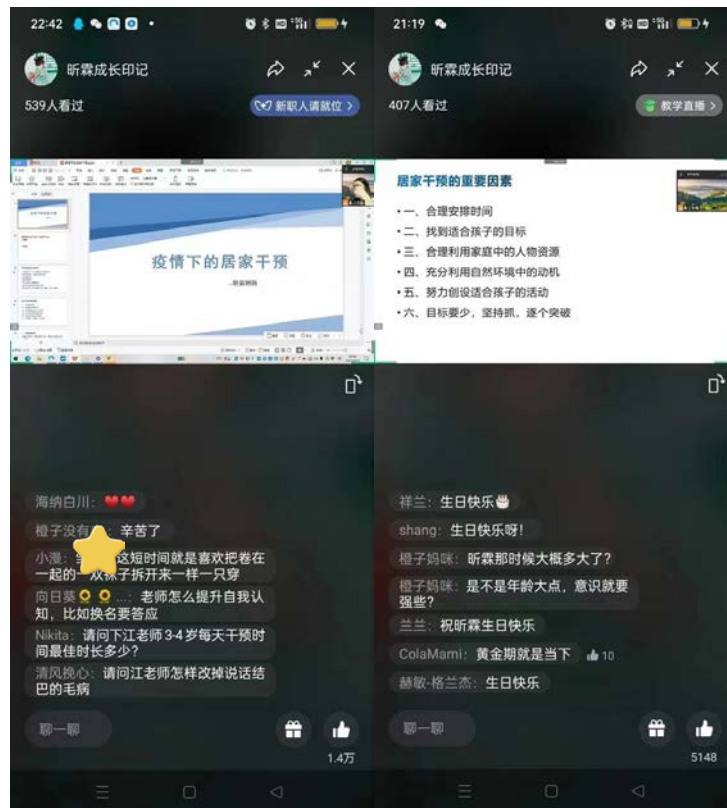 22:42
昕霖成长印记
539人看过
新职人请就位
疫情下的居家干预
海纳白川：
橙子没有 ：辛苦了
小漫： 这短时间就是喜欢把卷在
一起的一双袜子拆开来一样一只穿
向日葵 ...：老师怎么提升自我认
知，比如换名要答应
Nikita：请问下江老师3-4岁每天干预时
间最佳时长多少？
清风挽心：请问江老师怎样改掉说话结
巴的毛病
聊一聊
1.4万
21:19
昕霖成长印记
407人看过
教学直播
居家干预的重要因素
•一、合理安排时间
•二、找到适合孩子的目标
•三、合理利用家庭中的人物资源
•四、充分利用自然环境中的动机
•五、努力创设适合孩子的活动
•六、目标要少，坚持抓，逐个突破
祥兰：生日快乐
shang：生日快乐呀！
橙子妈咪：昕霖那时候大概多大了？
橙子妈咪：是不是年龄大点，意识就要
强些？
兰兰：祝昕霖生日快乐
ColaMami：黄金期就是当下 10
赫敏-格兰杰：生日快乐
聊一聊
5148